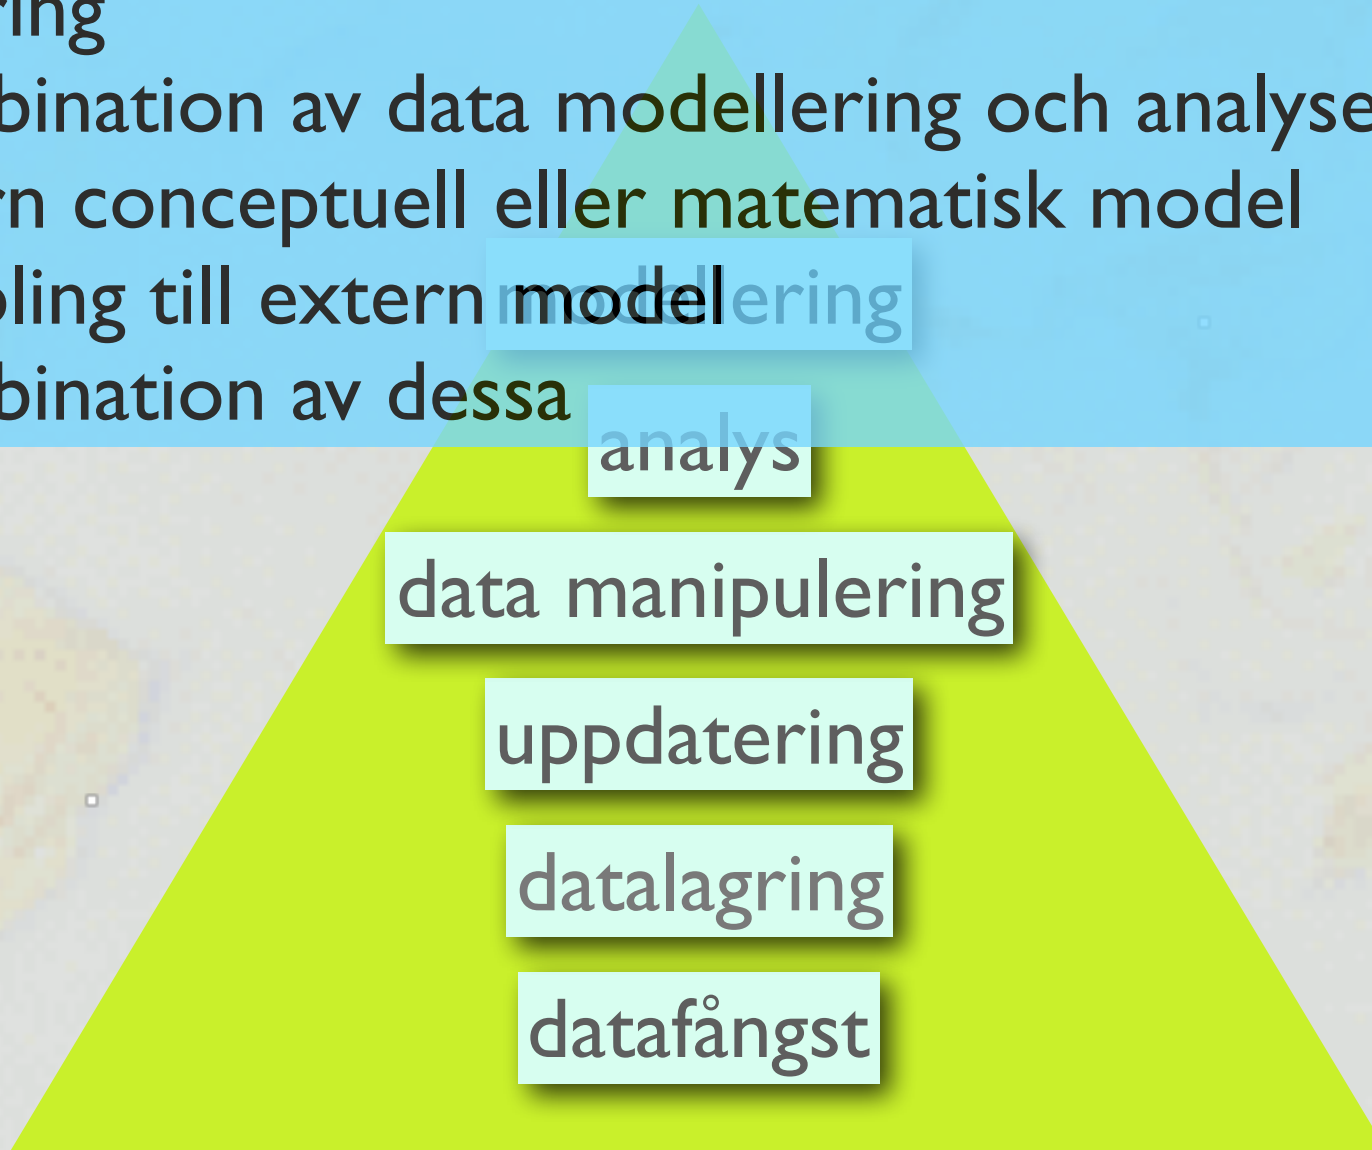 ring
bination av data modellering och analyse
rn conceptuell eller matematisk model
oling till extern model
modellering
bination av dessa
analys
data manipulering
uppdatering
datalagring
datafångst